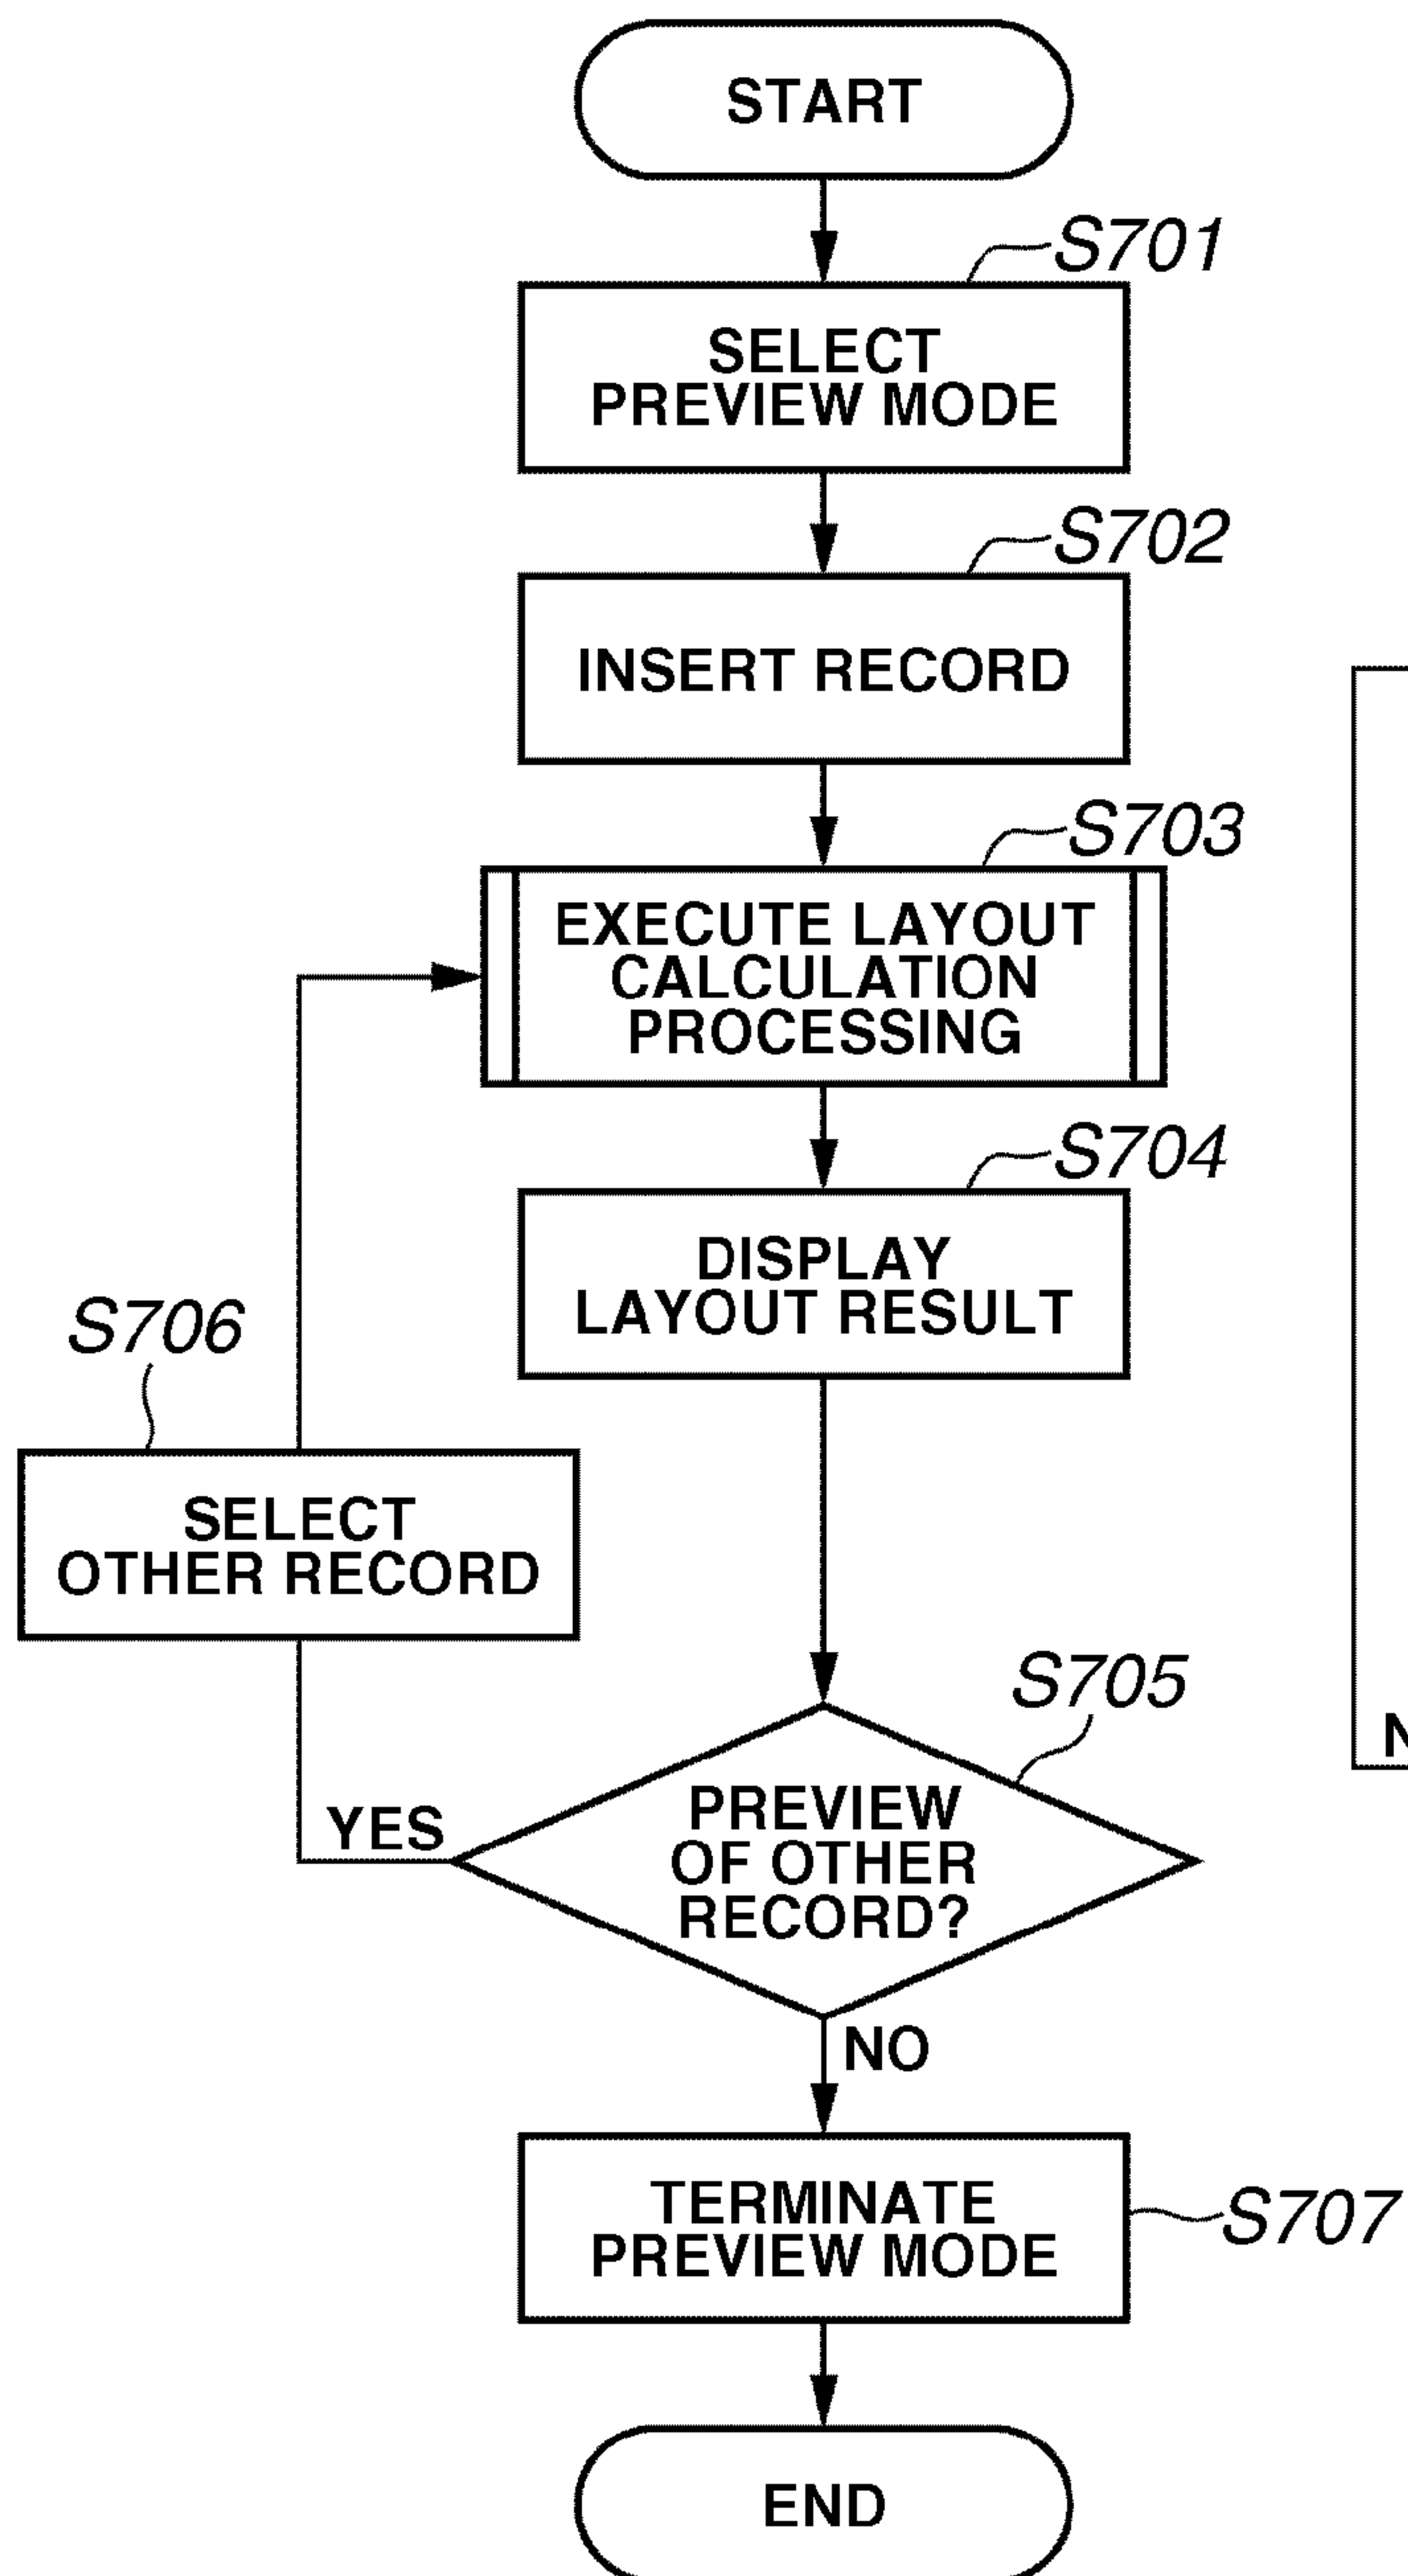 START
S701
SELECT
PREVIEW MODE
S702
INSERT RECORD
S703
EXECUTE LAYOUT
CALCULATION
PROCESSING
S704
DISPLAY
LAYOUT RESULT
S706
SELECT
OTHER RECORD
S705
PREVIEW
OF OTHER
RECORD?
YES
NO
TERMINATE
PREVIEW MODE
S707
END